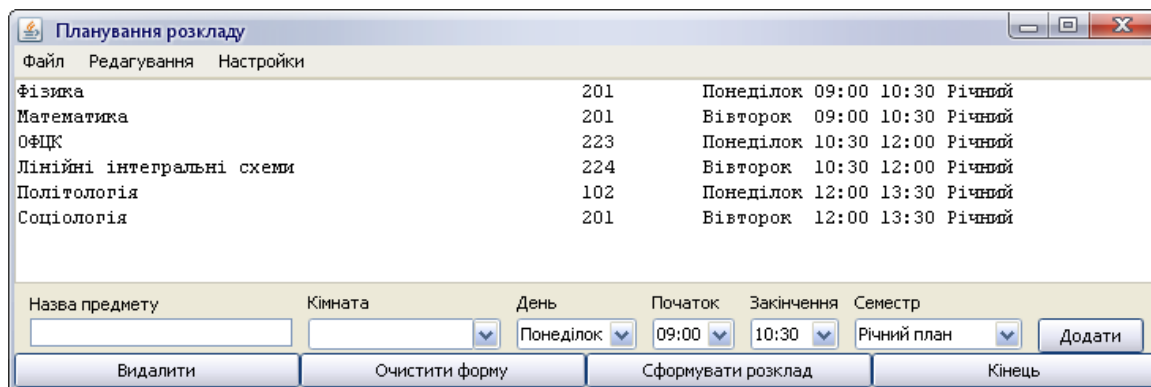 Планування розкладу
Файл Редагування Настройки
Фізика 201 Понеділок 09:00 10:30 Річний
Математика 201 Вівторок 09:00 10:30 Річний
ОФЦК 223 Понеділок 10:30 12:00 Річний
Лінійні інтегральні схеми 224 Вівторок 10:30 12:00 Річний
Політологія 102 Понеділок 12:00 13:30 Річний
Соціологія 201 Вівторок 12:00 13:30 Річний
Назва предмету Кімната День Початок Закінчення Семестр
Понеділок 09:00 10:30 Річний план Додати
Видалити Очистити форму Сформувати розклад Кінець